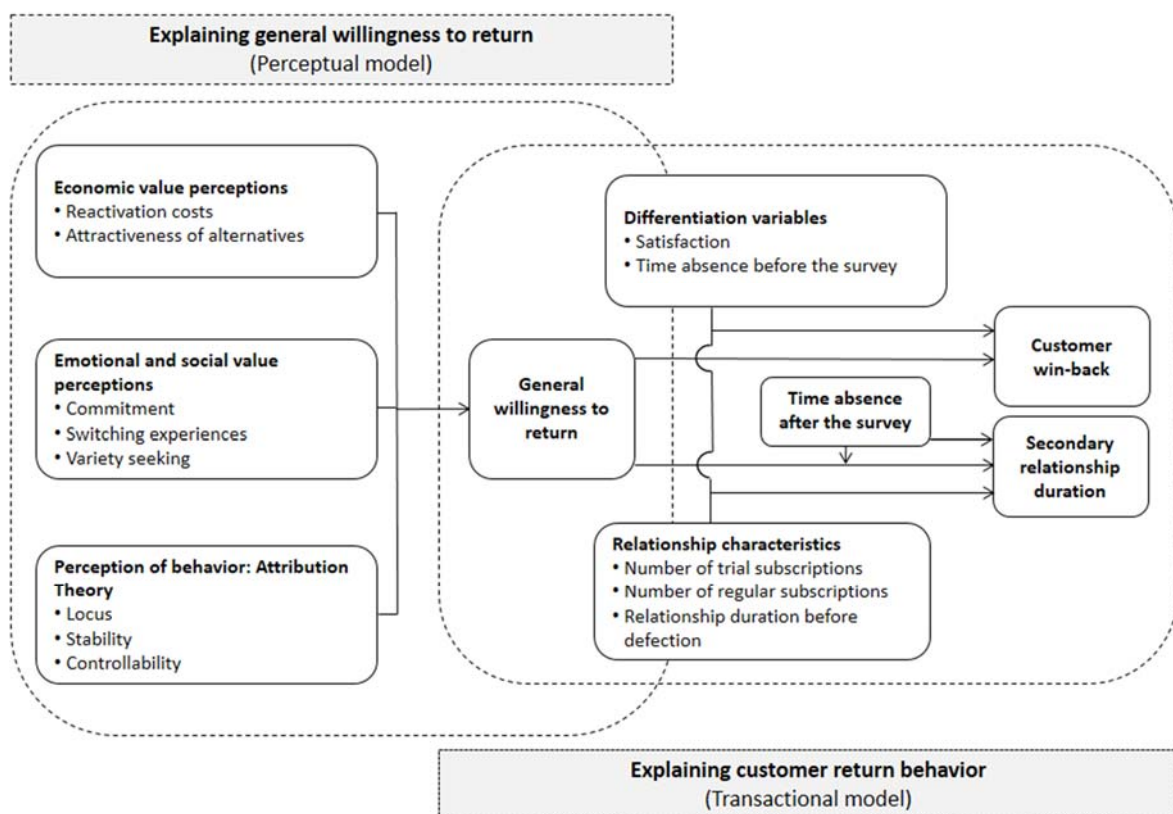 Explaining general willingness to return
(Perceptual model)
Economic value perceptions
• Reactivation costs
• Attractiveness of alternatives
Emotional and social value
perceptions
• Commitment
• Switching experiences
• Variety seeking
Perception of behavior: Attribution
Theory
• Locus
• Stability
• Controllability
General
willingness to
return
Differentiation variables
• Satisfaction
• Time absence before the survey
Time absence
after the survey
Relationship characteristics
• Number of trial subscriptions
• Number of regular subscriptions
• Relationship duration before
defection
Customer
win-back
Secondary
relationship
duration
Explaining customer return behavior
(Transactional model)